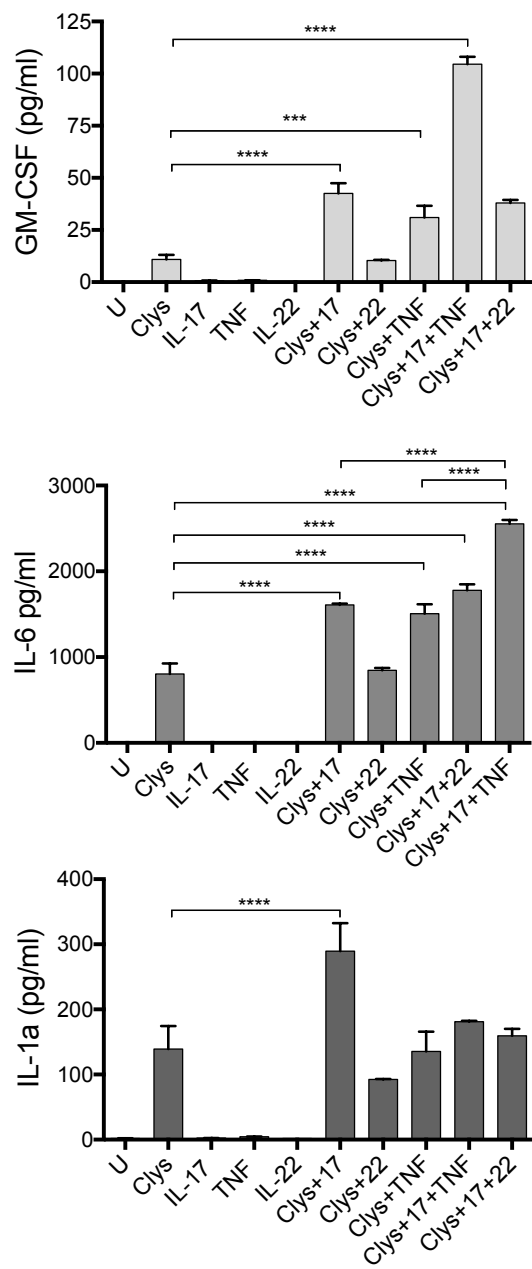 GM-CSF (pg/ml)
125
100
75
50
25
0
****
***
****
U
Clys
IL-17
TNF
IL-22
Clys+17
Clys+22
Clys+TNF
Clys+17+TNF
Clys+17+22
IL-6 pg/ml
3000
2000
1000
0
****
****
****
****
****
****
U
Clys
IL-17
TNF
IL-22
Clys+17
Clys+22
Clys+TNF
Clys+17+22
Clys+17+TNF
IL-1a (pg/ml)
400
300
200
100
0
****
U
Clys
IL-17
TNF
IL-22
Clys+17
Clys+22
Clys+TNF
Clys+17+TNF
Clys+17+22